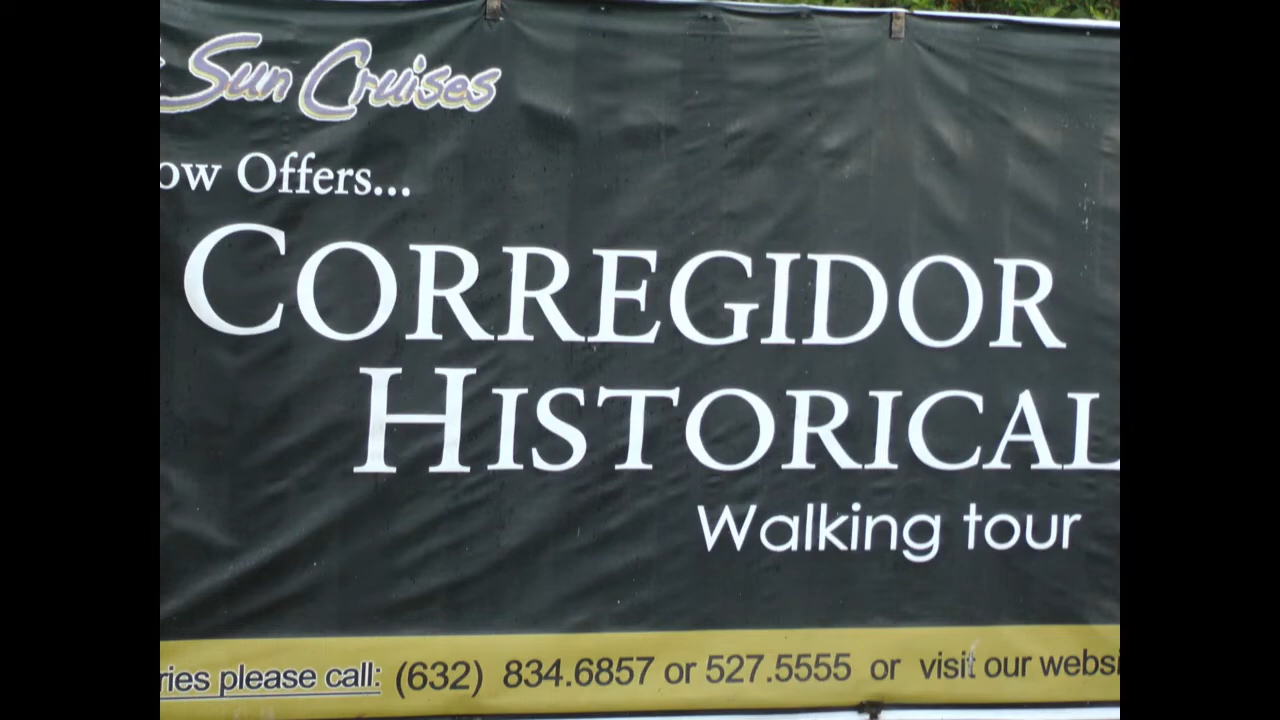 Sun Cruises
ow Offers...
CORREGIDOR
HISTORICAL
Walking tour
ries please call: (632) 834.6857 or 527.5555 or visit our websi